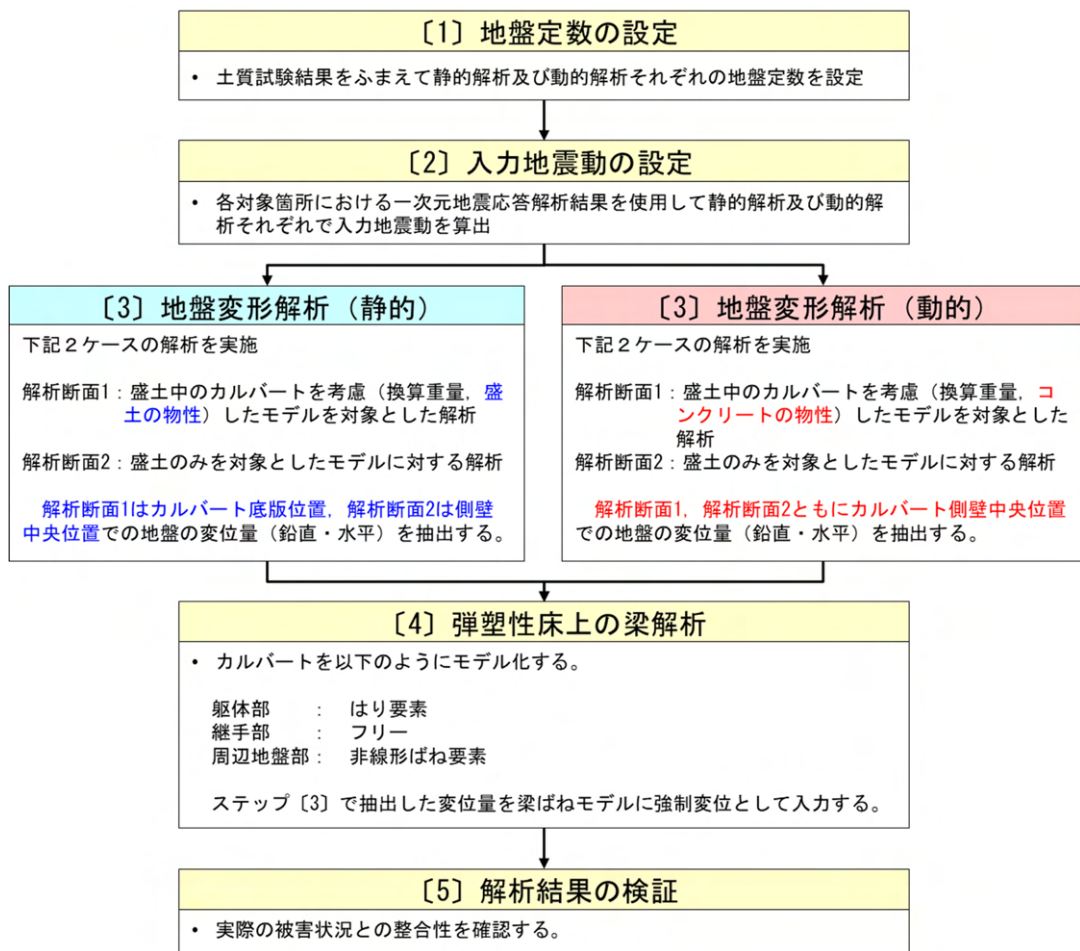 〔1〕地盤定数の設定
• 土質試験結果をふまえて静的解析及び動的解析それぞれの地盤定数を設定
〔2〕入力地震動の設定
• 各対象箇所における一次元地震応答解析結果を使用して静的解析及び動的解
析それぞれで入力地震動を算出
〔3〕地盤変形解析（静的）
下記２ケースの解析を実施
解析断面1：盛土中のカルバートを考慮（換算重量，盛
土の物性）したモデルを対象とした解析
解析断面2：盛土のみを対象としたモデルに対する解析
解析断面1はカルバート底版位置，解析断面2は側壁
中央位置での地盤の変位量（鉛直・水平）を抽出する。
〔3〕地盤変形解析（動的）
下記２ケースの解析を実施
解析断面1：盛土中のカルバートを考慮（換算重量，コ
ンクリートの物性）したモデルを対象とした
解析
解析断面2：盛土のみを対象としたモデルに対する解析
解析断面1，解析断面2ともにカルバート側壁中央位置
での地盤の変位量（鉛直・水平）を抽出する。
〔4〕弾塑性床上の梁解析
• カルバートを以下のようにモデル化する。
躯体部　　：　はり要素
継手部　　：　フリー
周辺地盤部：　非線形ばね要素
ステップ〔3〕で抽出した変位量を梁ばねモデルに強制変位として入力する。
〔5〕解析結果の検証
• 実際の被害状況との整合性を確認する。